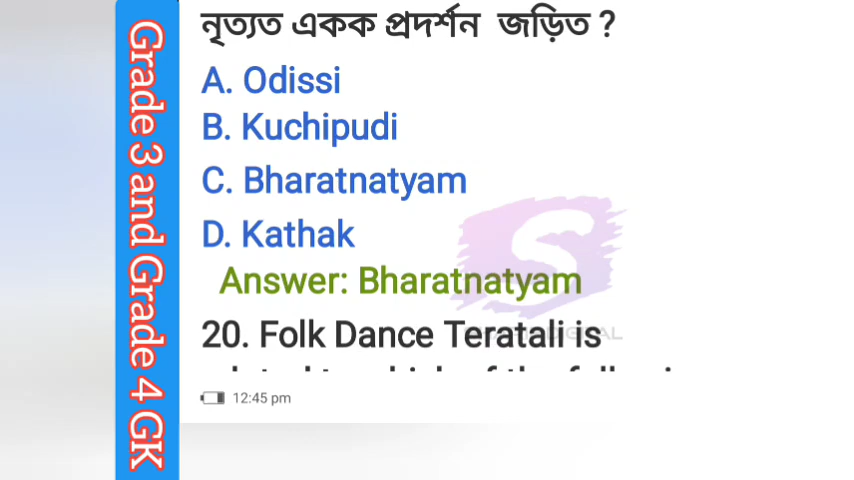 Grade 3 and Grade 4 GK
নৃত্যত একক প্ৰদৰ্শন জড়িত ?
A. Odissi
B. Kuchipudi
C. Bharatnatyam
D. Kathak
Answer: Bharatnatyam
20. Folk Dance Teratali is
12:45 pm